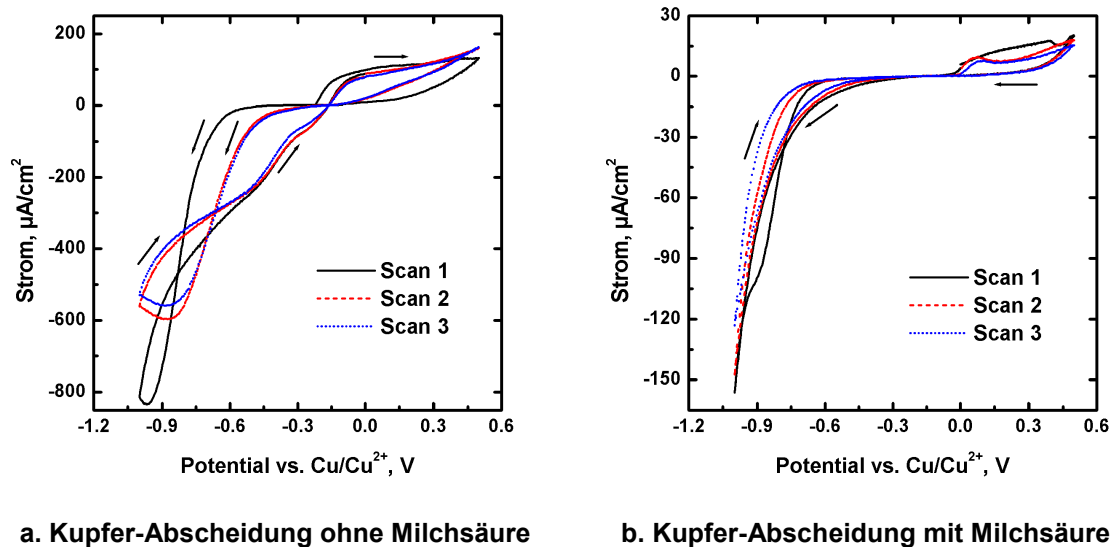 200
0
-200
-400
-600
-800
Strom, µA/cm²
-1.2 -0.9 -0.6 -0.3 0.0 0.3 0.6
Potential vs. Cu/Cu²⁺, V
Scan 1
Scan 2
Scan 3
a. Kupfer-Abscheidung ohne Milchsäure
30
0
-30
-60
-90
-120
-150
Strom, µA/cm²
-1.2 -0.9 -0.6 -0.3 0.0 0.3 0.6
Potential vs. Cu/Cu²⁺, V
Scan 1
Scan 2
Scan 3
b. Kupfer-Abscheidung mit Milchsäure